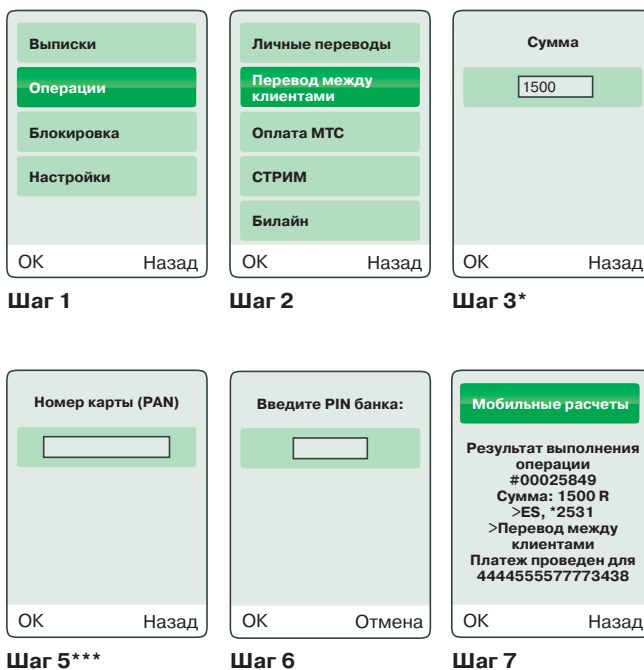 Выписки
Операции
Блокировка
Настройки
OK Назад
Шаг 1
Личные переводы
Перевод между
клиентами
Оплата МТС
СТРИМ
Билайн
OK Назад
Шаг 2
Сумма
1500
OK Назад
Шаг 3*
Номер карты (PAN)
OK Назад
Шаг 5***
Введите PIN банка:
OK Отмена
Шаг 6
Мобильные расчеты
Результат выполнения
операции
#00025849
Сумма: 1500 R
>ES, *2531
>Перевод между
клиентами
Платеж проведен для
4444555577773438
OK Назад
Шаг 7